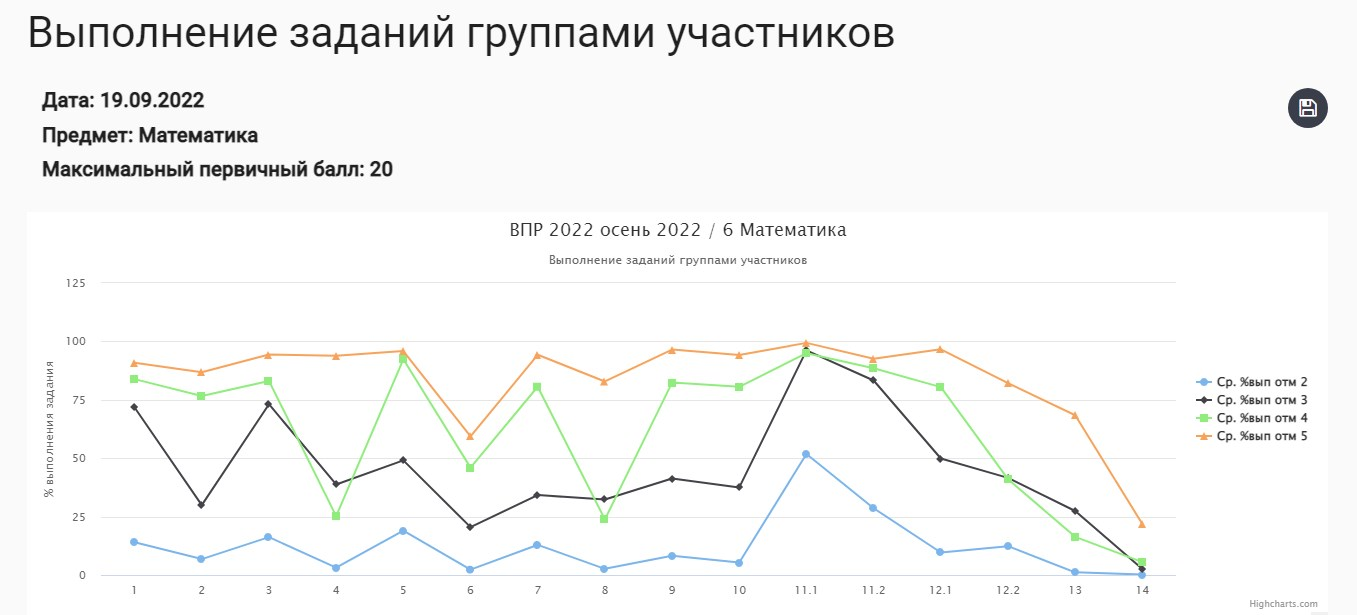 Выполнение заданий группами участников
Дата: 19.09.2022
Предмет: Математика
Максимальный первичный балл: 20
ВПР 2022 осень 2022 / 6 Математика
Выполнение заданий группами участников
% выполнения задания
125
100
75
50
25
0
1 2 3 4 5 6 7 8 9 10 11.1 11.2 12.1 12.2 13 14
Ср. %вып отм 2
Ср. %вып отм 3
Ср. %вып отм 4
Ср. %вып отм 5
Highcharts.com